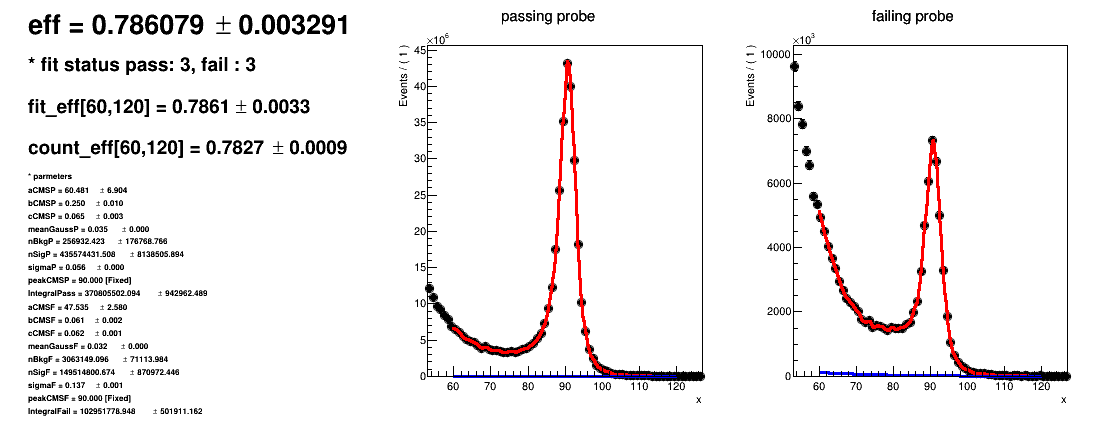 eff = 0.786079 ± 0.003291
* fit status pass: 3, fail : 3
fit_eff[60,120] = 0.7861 ± 0.0033
count_eff[60,120] = 0.7827 ± 0.0009
* parmeters
aCMSP = 60.481 ± 6.904
bCMSP = 0.250 ± 0.010
cCMSP = 0.065 ± 0.003
meanGaussP = 0.035 ± 0.000
nBkgP = 256932.423 ± 176768.766
nSigP = 435574431.508 ± 8138505.894
sigmaP = 0.056 ± 0.000
peakCMSP = 90.000 [Fixed]
IntegralPass = 370805502.094 ± 942962.489
aCMSF = 47.535 ± 2.580
bCMSF = 0.061 ± 0.002
cCMSF = 0.062 ± 0.001
meanGaussF = 0.032 ± 0.000
nBkgF = 3063149.096 ± 71113.984
nSigF = 149514800.674 ± 870972.446
sigmaF = 0.137 ± 0.001
peakCMSF = 90.000 [Fixed]
IntegralFail = 102951778.948 ± 501911.162
passing probe
×10⁶
Events / ( 1 )
45
40
35
30
25
20
15
10
5
0
60 70 80 90 100 110 120
x
failing probe
×10³
Events / ( 1 )
10000
8000
6000
4000
2000
0
60 70 80 90 100 110 120
x